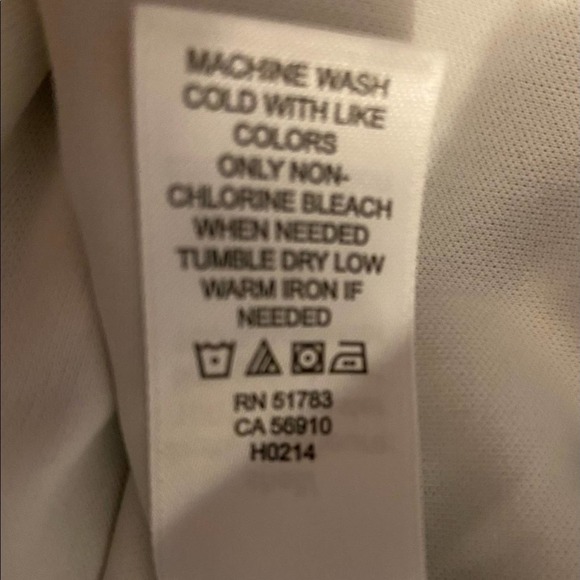 MACHINE WASH
COLD WITH LIKE
COLORS
ONLY NON-
CHLORINE BLEACH
WHEN NEEDED
TUMBLE DRY LOW
WARM IRON IF
NEEDED
RN 51783
CA 56910
H0214